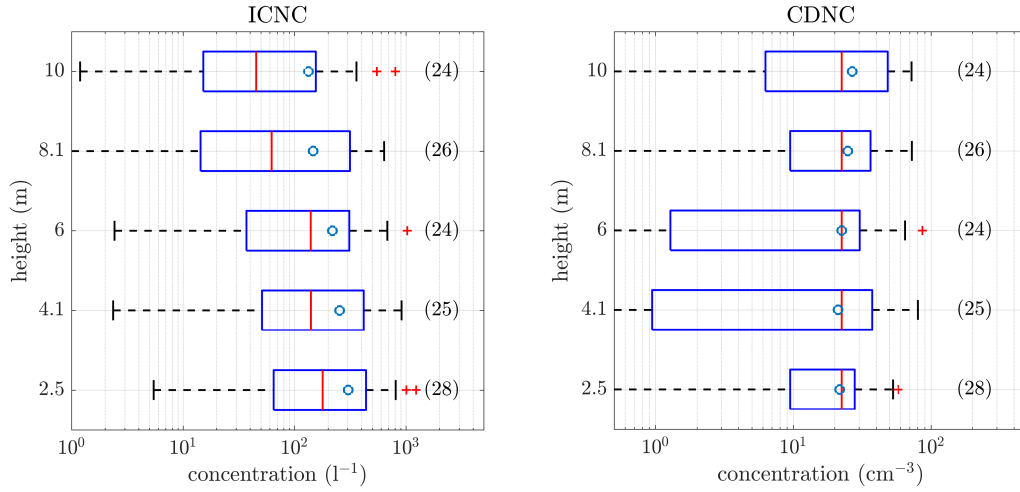 ICNC
10 (24)
8.1 (26)
6 (24)
4.1 (25)
2.5 (28)
height (m)
10⁰ 10¹ 10² 10³
concentration (l⁻¹)
CDNC
10 (24)
8.1 (26)
6 (24)
4.1 (25)
2.5 (28)
height (m)
10⁰ 10¹ 10²
concentration (cm⁻³)